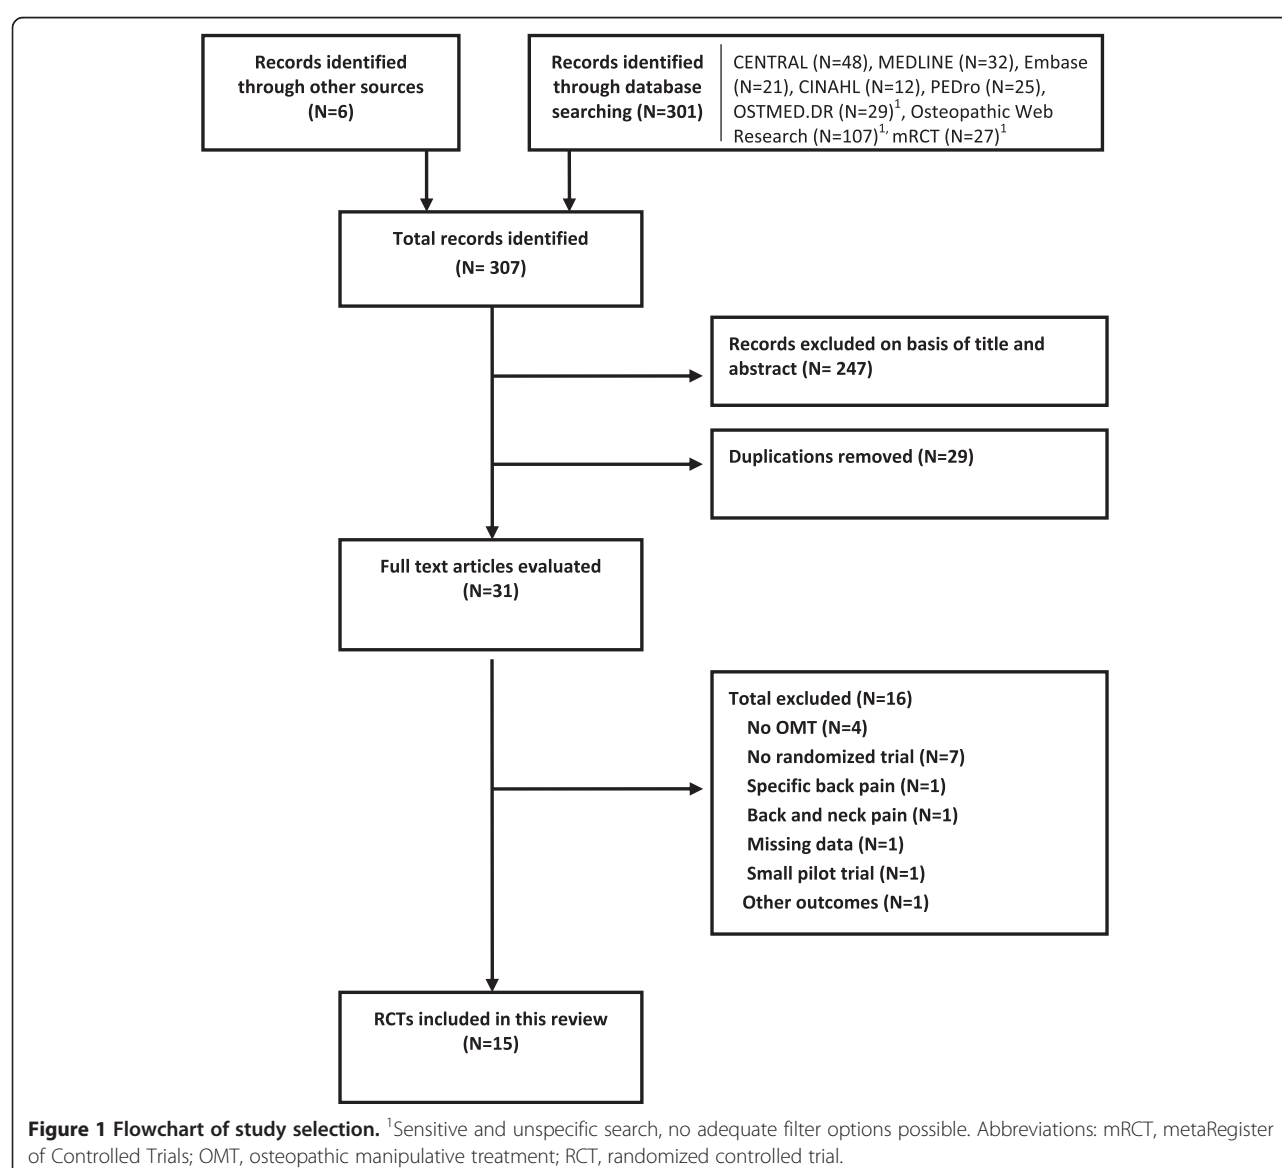 Records identified
through other sources
(N=6)
Records identified
through database
searching (N=301)
CENTRAL (N=48), MEDLINE (N=32), Embase
(N=21), CINAHL (N=12), PEDro (N=25),
OSTMED.DR (N=29)¹, Osteopathic Web
Research (N=107)¹, mRCT (N=27)¹
Total records identified
(N= 307)
Records excluded on basis of title and
abstract (N= 247)
Duplications removed (N=29)
Full text articles evaluated
(N=31)
Total excluded (N=16)
No OMT (N=4)
No randomized trial (N=7)
Specific back pain (N=1)
Back and neck pain (N=1)
Missing data (N=1)
Small pilot trial (N=1)
Other outcomes (N=1)
RCTs included in this review
(N=15)
Figure 1 Flowchart of study selection. ¹Sensitive and unspecific search, no adequate filter options possible. Abbreviations: mRCT, metaRegister
of Controlled Trials; OMT, osteopathic manipulative treatment; RCT, randomized controlled trial.